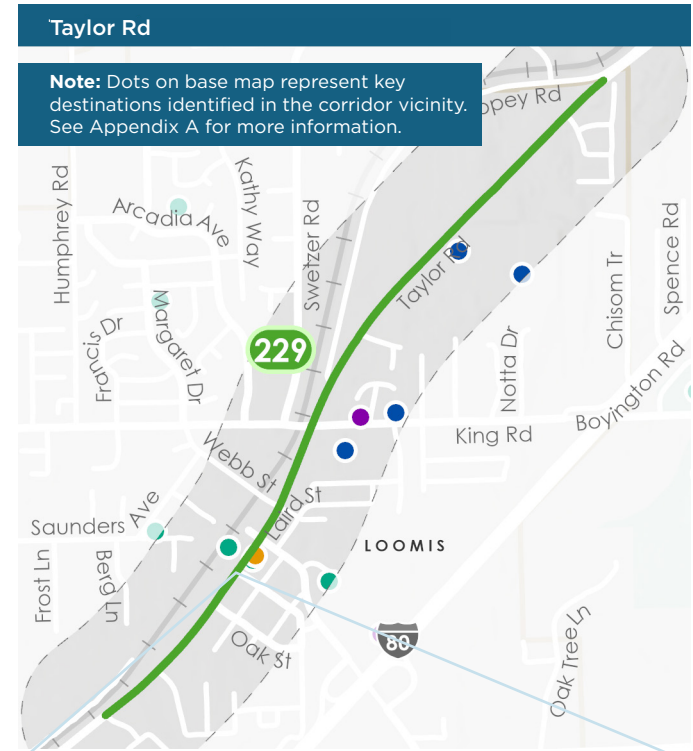 Taylor Rd
Note: Dots on base map represent key
destinations identified in the corridor vicinity.
See Appendix A for more information.
opey Rd
Humphrey Rd
Arcadia Ave
Kathy Way
Swetzer Rd
Taylor Rd
Chisom Tr
Spence Rd
Francis Dr
Margaret Dr
229
Notta Dr
Boyington Rd
King Rd
Webb St
Laird St
Saunders Ave
LOOMIS
Frost Ln
Berg Ln
Oak St
80
Oak Tree Ln